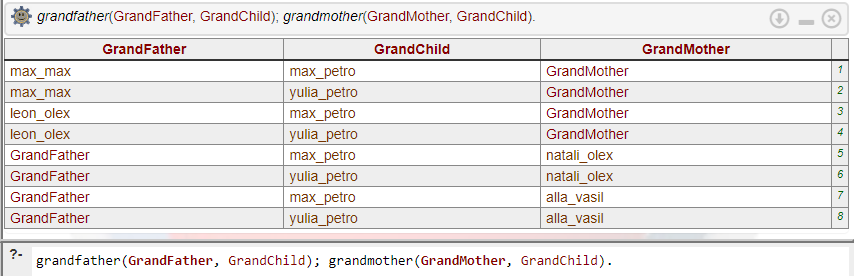 grandfather(GrandFather, GrandChild); grandmother(GrandMother, GrandChild).
GrandFather GrandChild GrandMother
max_max max_petro GrandMother 1
max_max yulia_petro GrandMother 2
leon_olex max_petro GrandMother 3
leon_olex yulia_petro GrandMother 4
GrandFather max_petro natali_olex 5
GrandFather yulia_petro natali_olex 6
GrandFather max_petro alla_vasil 7
GrandFather yulia_petro alla_vasil 8
?- grandfather(GrandFather, GrandChild); grandmother(GrandMother, GrandChild).